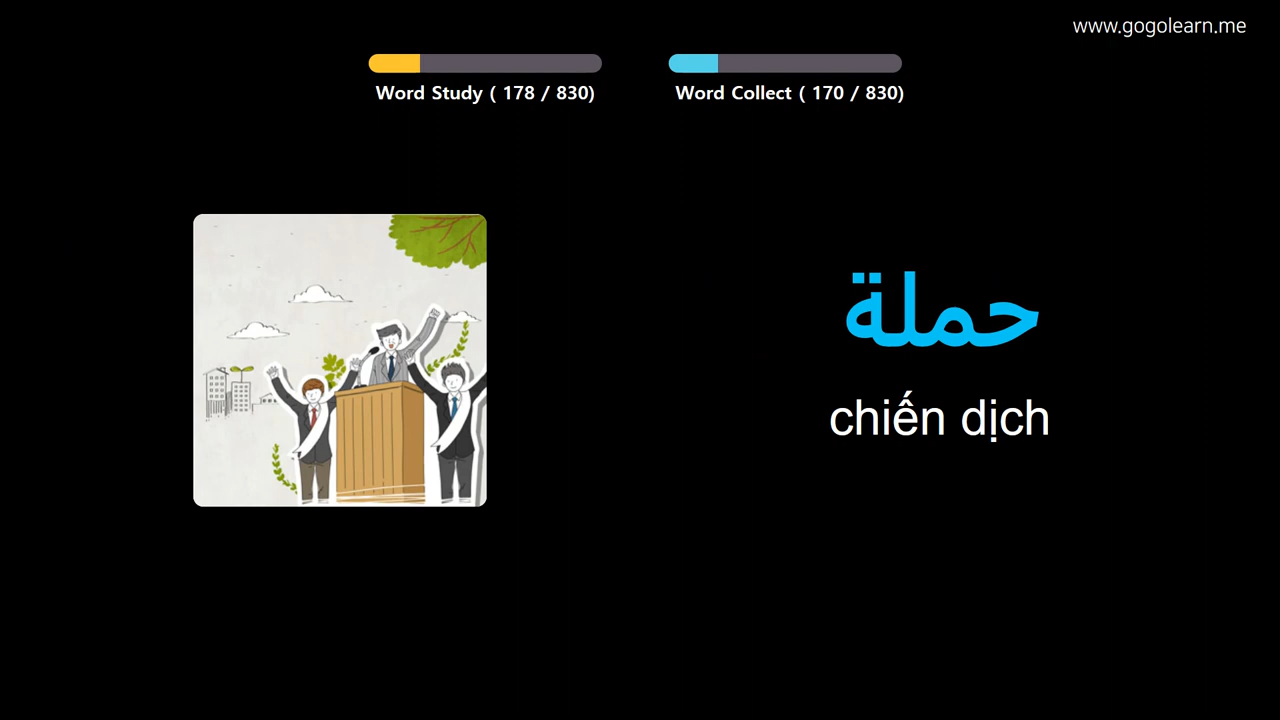 www.gogolearn.me
Word Study ( 178 / 830)
Word Collect ( 170 / 830)
حملة
chiến dịch